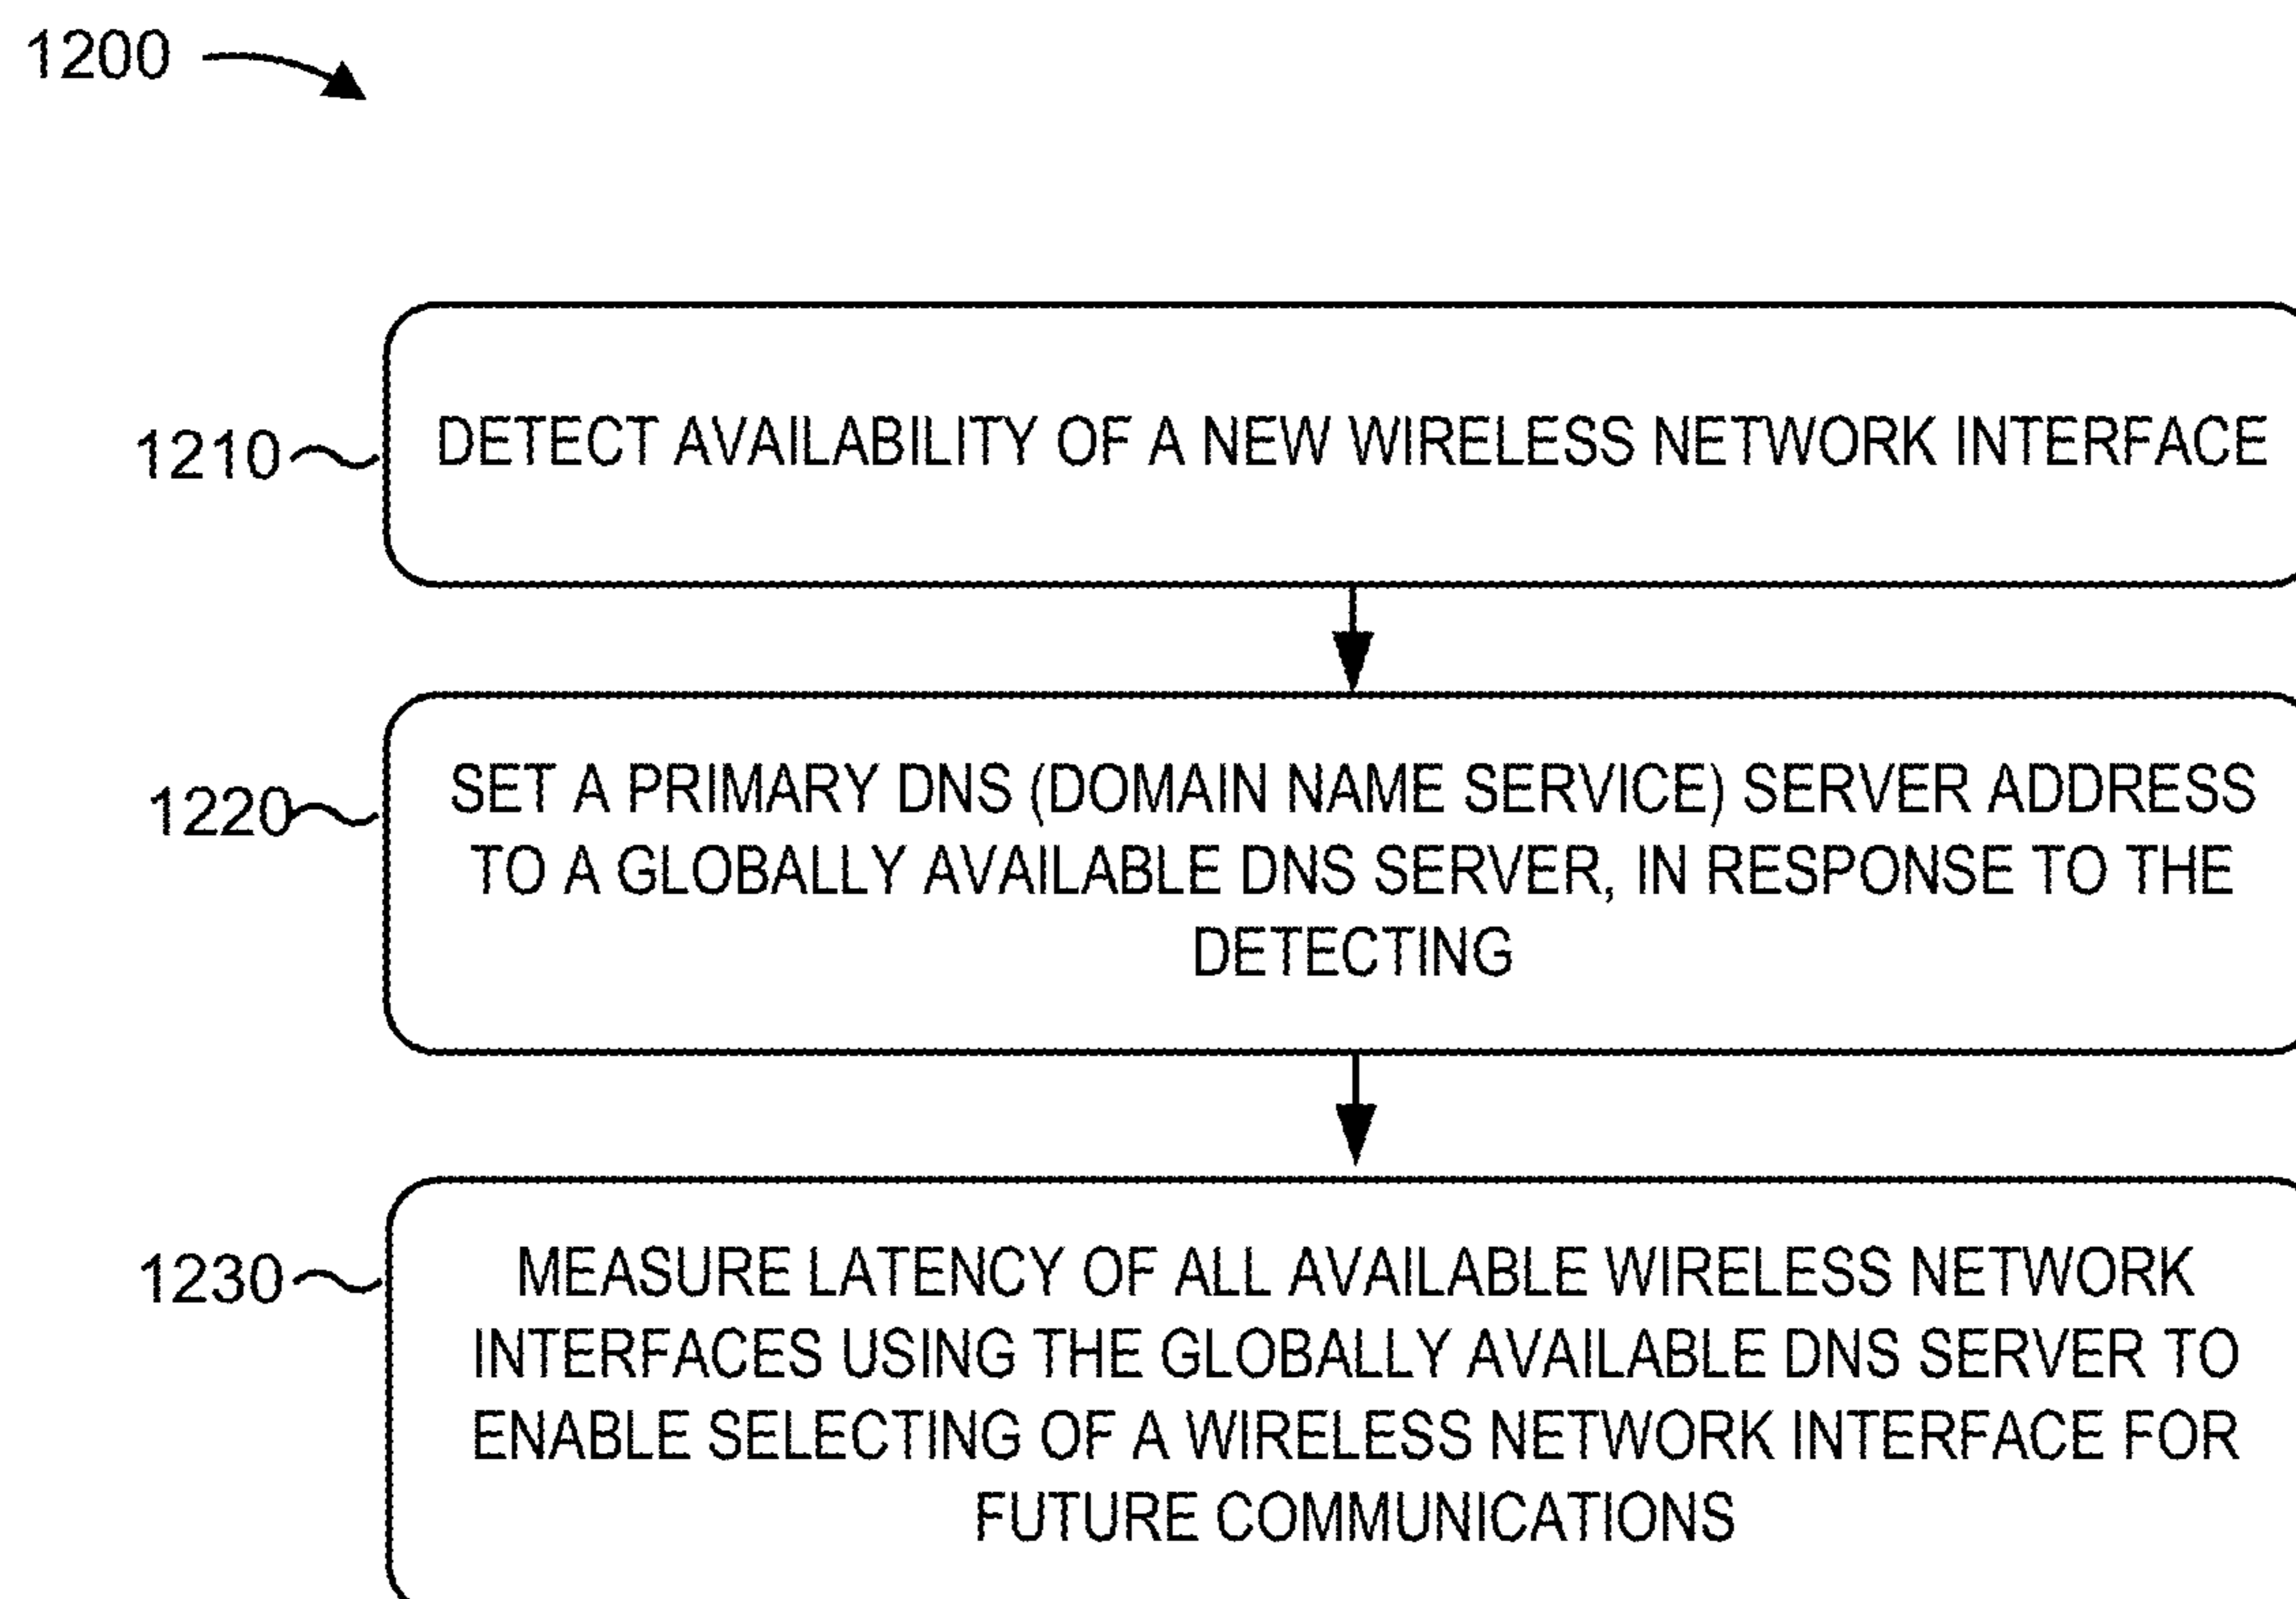 1200
1210
DETECT AVAILABILITY OF A NEW WIRELESS NETWORK INTERFACE
1220
SET A PRIMARY DNS (DOMAIN NAME SERVICE) SERVER ADDRESS
TO A GLOBALLY AVAILABLE DNS SERVER, IN RESPONSE TO THE
DETECTING
1230
MEASURE LATENCY OF ALL AVAILABLE WIRELESS NETWORK
INTERFACES USING THE GLOBALLY AVAILABLE DNS SERVER TO
ENABLE SELECTING OF A WIRELESS NETWORK INTERFACE FOR
FUTURE COMMUNICATIONS